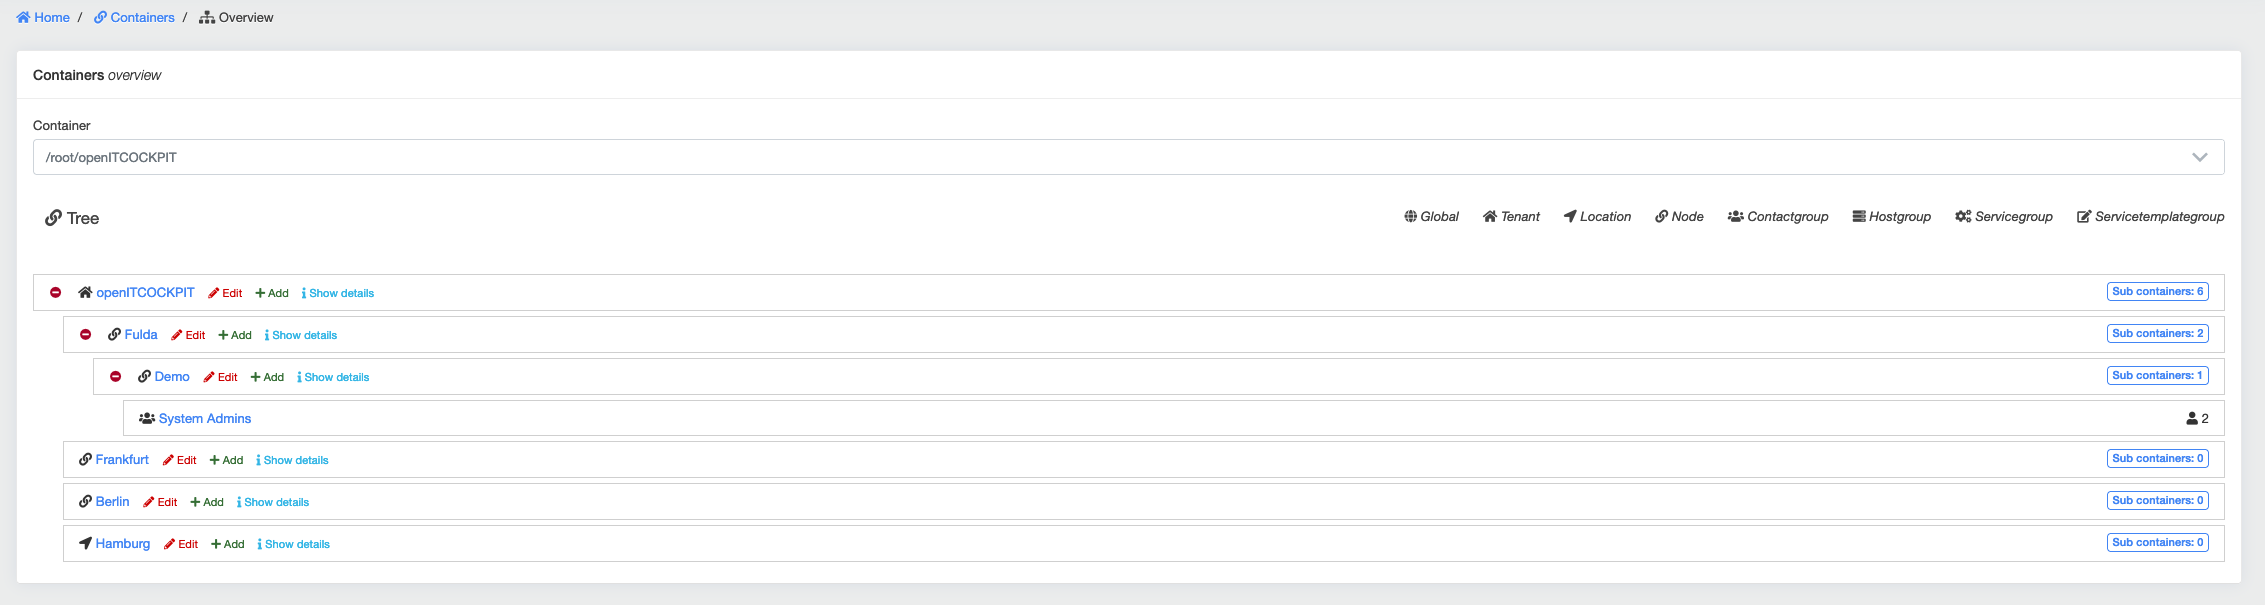 Home / Containers / Overview
Containers overview
Container
/root/openITCOCKPIT
Tree Global Tenant Location Node Contactgroup Hostgroup Servicegroup Servicetemplategroup
openITCOCKPIT Edit Add Show details Sub containers: 6
Fulda Edit Add Show details Sub containers: 2
Demo Edit Add Show details Sub containers: 1
System Admins 2
Frankfurt Edit Add Show details Sub containers: 0
Berlin Edit Add Show details Sub containers: 0
Hamburg Edit Add Show details Sub containers: 0